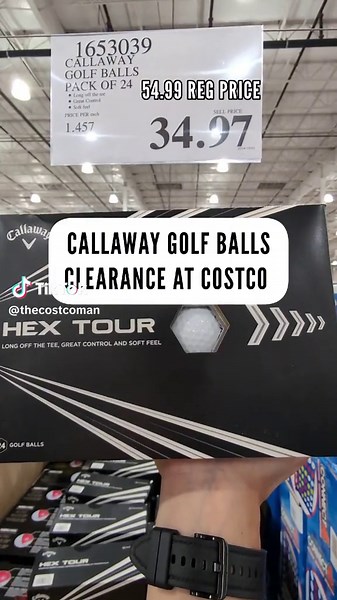 1653039
CALLAWAY
GOLF BALLS
PACK OF 24
54.99 REG PRICE
• Long off the tee
• Game Control
• Soft feel
PRICE PER each
SELL PRICE
1.457
34.97
Callaway
CALLAWAY GOLF BALLS
CLEARANCE AT COSTCO
TikTok
@thecostcoman
HEX TOUR
LONG OFF THE TEE, GREAT CONTROL AND SOFT FEEL
24 GOLF BALLS
HEX TOUR